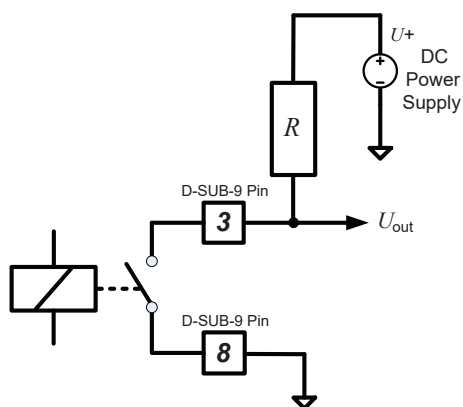 U+
DC
Power
Supply
R
D-SUB-9 Pin
3
Uout
D-SUB-9 Pin
8